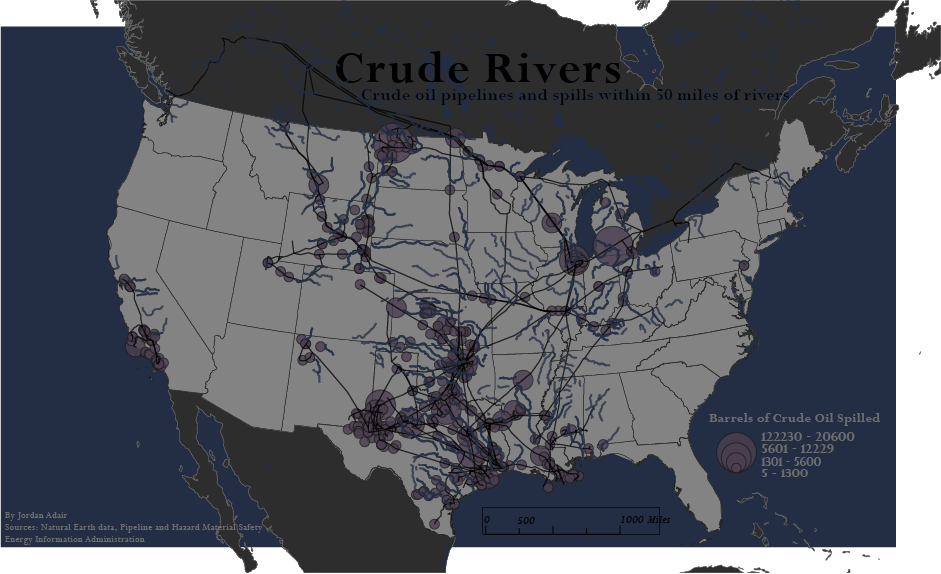 Crude Rivers
Crude oil pipelines and spills within 50 miles of rivers
Barrels of Crude Oil Spilled
122230 - 20600
5601 - 12229
1301 - 5600
5 - 1300
0 500 1000 Miles
By Jordan Adair
Sources: Natural Earth data, Pipeline and Hazard Material Safety
Energy Information Administration